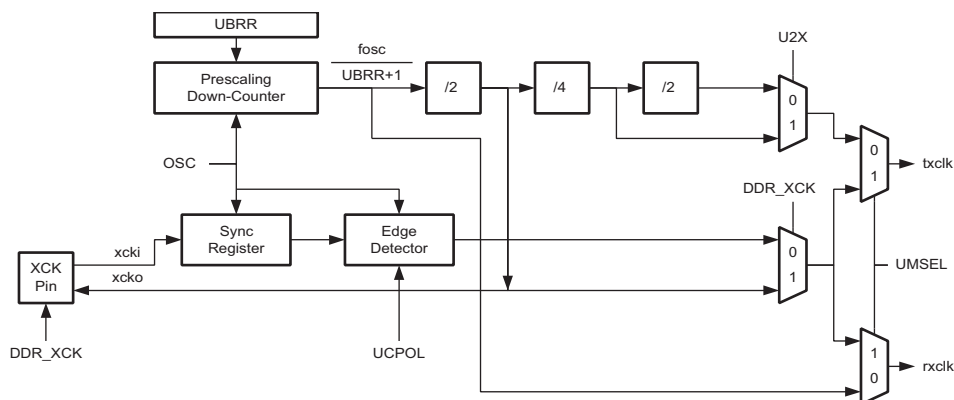 UBRR
fosc
U2X
Prescaling
Down-Counter
UBRR+1
/2
/4
/2
0
1
OSC
0
1
txclk
DDR_XCK
xcki
Sync
Register
Edge
Detector
0
1
XCK
Pin
xcko
UMSEL
DDR_XCK
UCPOL
1
0
rxclk